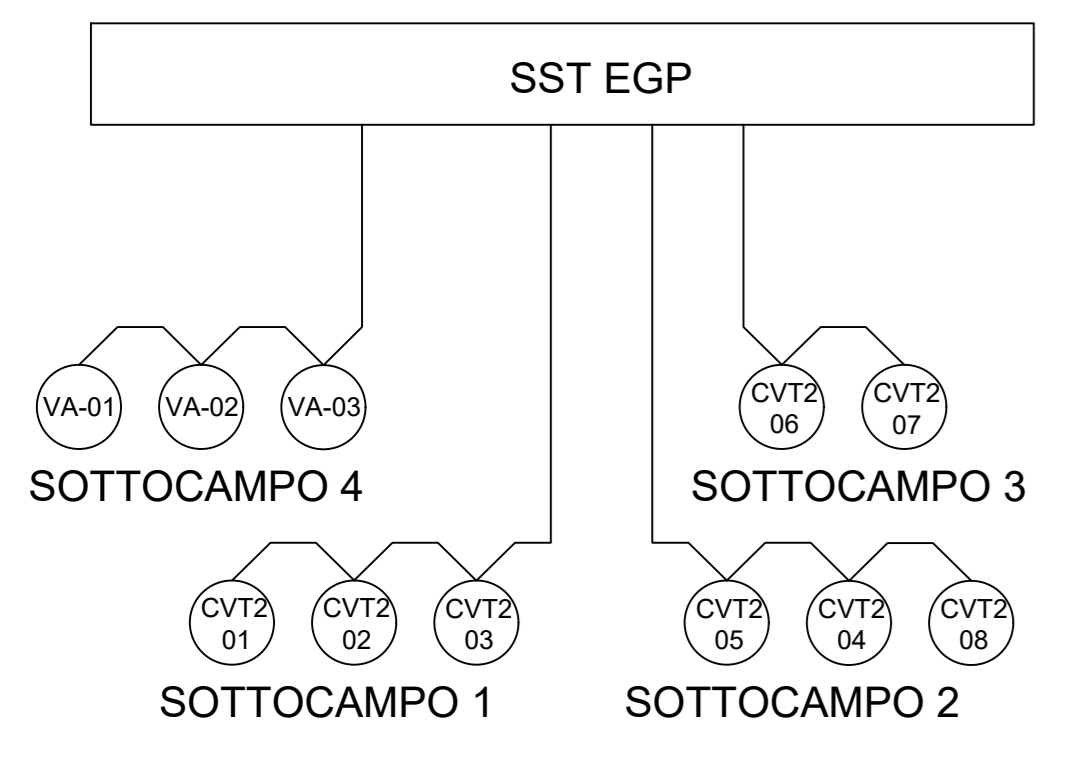 SST EGP
VA-01
VA-02
VA-03
SOTTOCAMPO 4
CVT2
06
CVT2
07
SOTTOCAMPO 3
CVT2
01
CVT2
02
CVT2
03
SOTTOCAMPO 1
CVT2
05
CVT2
04
CVT2
08
SOTTOCAMPO 2